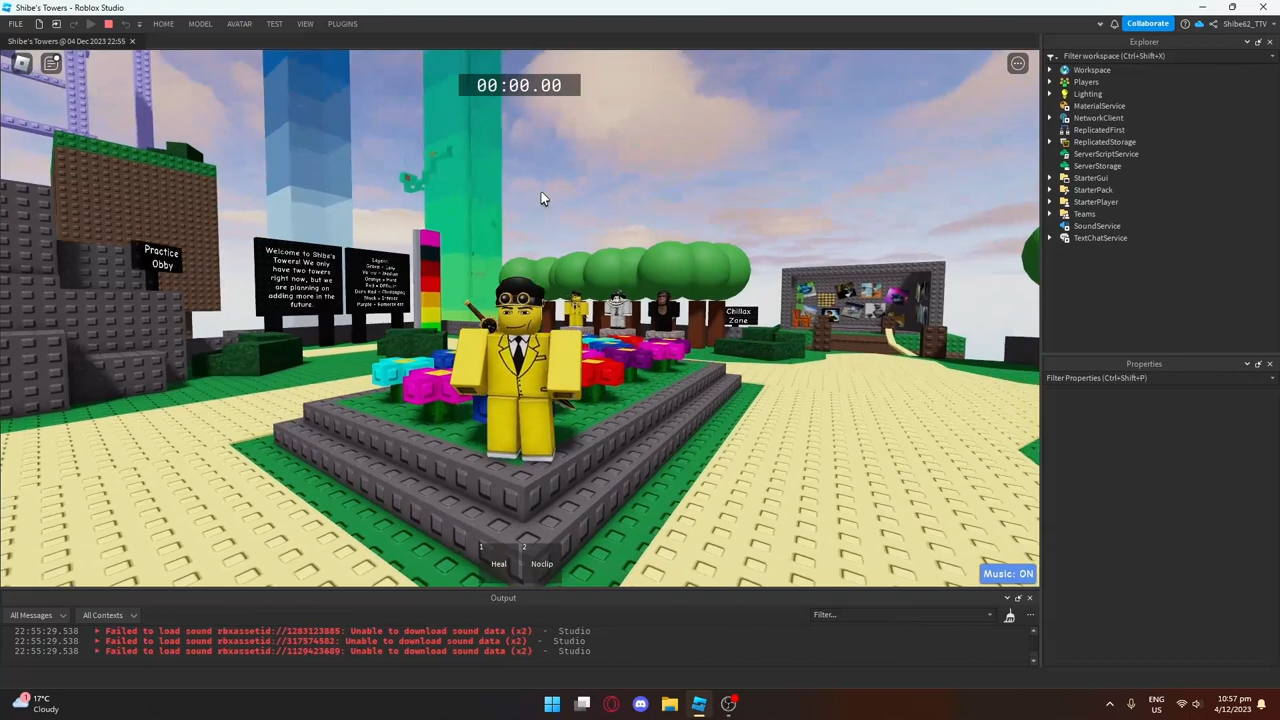 Shibe's Towers - Roblox Studio
FILE HOME MODEL AVATAR TEST VIEW PLUGINS Collaborate Shibe62_TTV
Shibe's Towers @ 04 Dec 2023 22:55
00:00.00
Practice
Obby
Welcome to Shibe's
Towers! We only
have two towers
right now, but we
are planning on
adding more in the
future.
Legend
Chillax
Zone
1 2
Heal Noclip
Music: ON
Explorer
Filter workspace (Ctrl+Shift+X)
Workspace
Players
Lighting
MaterialService
NetworkClient
ReplicatedFirst
ReplicatedStorage
ServerScriptService
ServerStorage
StarterGui
StarterPack
StarterPlayer
Teams
SoundService
TextChatService
Properties
Filter Properties (Ctrl+Shift+P)
Output
All Messages All Contexts Filter...
22:55:29.538 Failed to load sound rbxassetid://1283123885: Unable to download sound data (x2) - Studio
22:55:29.538 Failed to load sound rbxassetid://517574582: Unable to download sound data (x2) - Studio
22:55:29.538 Failed to load sound rbxassetid://1129423689: Unable to download sound data (x2) - Studio
1 17°C
Cloudy
ENG
US
10:57 pm
4/12/2023